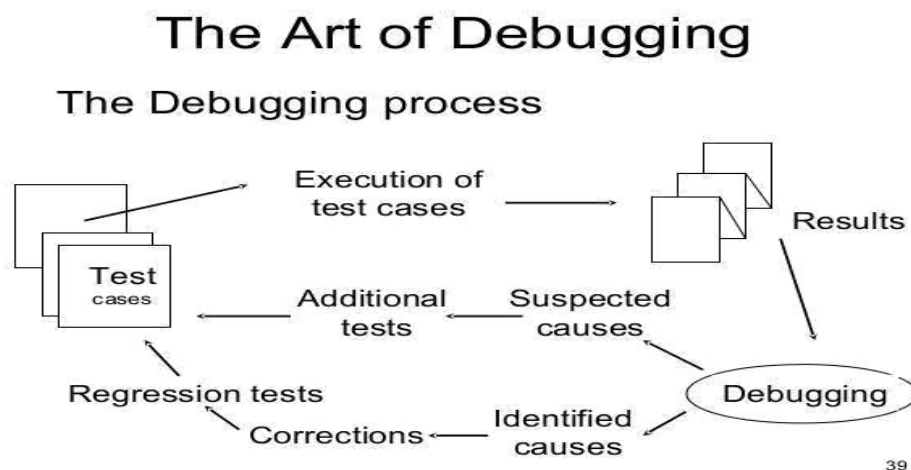 The Art of Debugging
The Debugging process
Execution of
test cases
Results
Test
cases
Additional
tests
Suspected
causes
Debugging
Regression tests
Identified
causes
Corrections
39